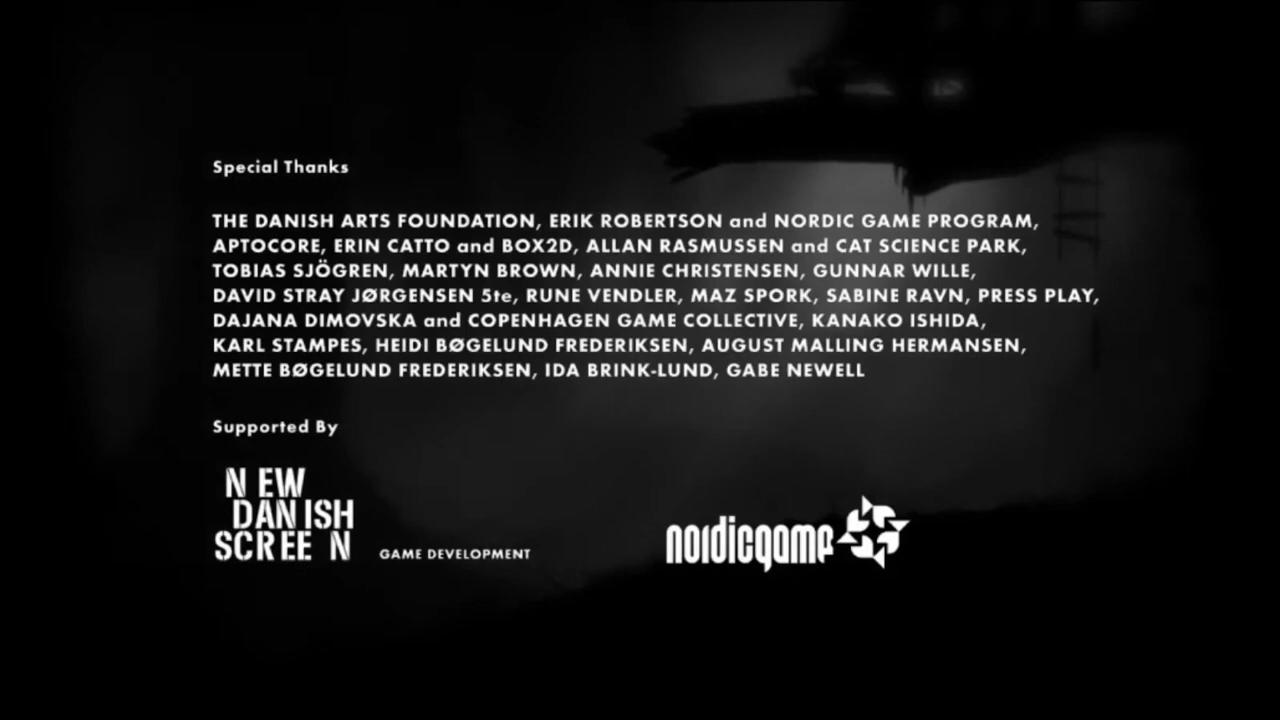 Special Thanks
THE DANISH ARTS FOUNDATION, ERIK ROBERTSON and NORDIC GAME PROGRAM,
APTOCORE, ERIN CATTO and BOX2D, ALLAN RASMUSSEN and CAT SCIENCE PARK,
TOBIAS SJÖGREN, MARTYN BROWN, ANNIE CHRISTENSEN, GUNNAR WILLE,
DAVID STRAY JØRGENSEN 5te, RUNE VENDLER, MAZ SPORK, SABINE RAVN, PRESS PLAY,
DAJANA DIMOVSKA and COPENHAGEN GAME COLLECTIVE, KANAKO ISHIDA,
KARL STAMPES, HEIDI BØGELUND FREDERIKSEN, AUGUST MALLING HERMANSEN,
METTE BØGELUND FREDERIKSEN, IDA BRINK-LUND, GABE NEWELL
Supported By
NEW
DANISH
SCREEN
GAME DEVELOPMENT
nordicgame